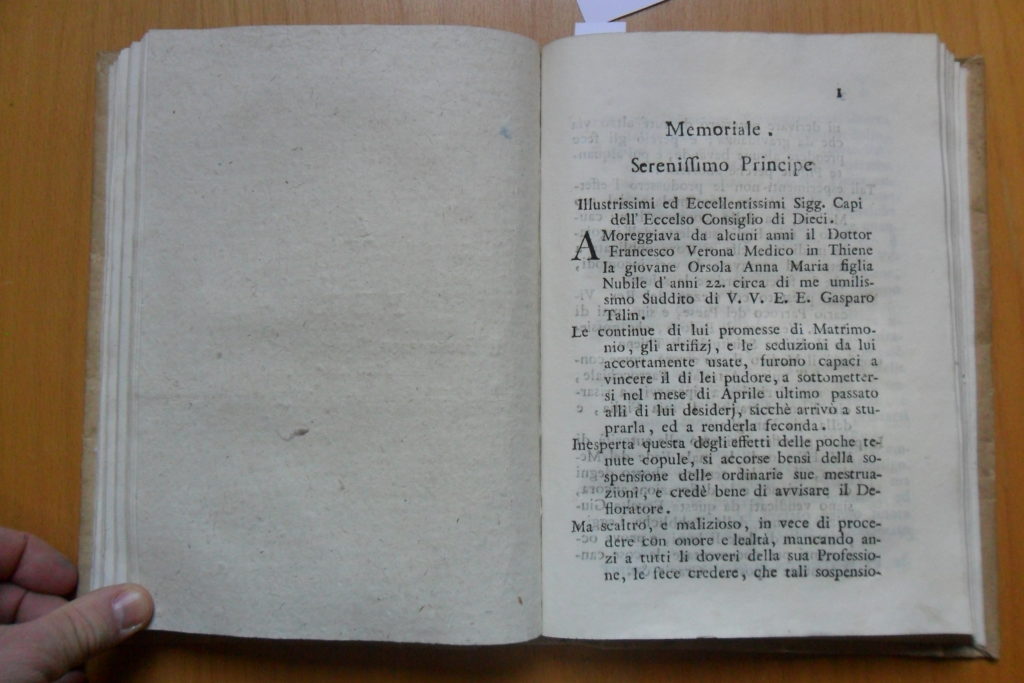 1
Memoriale.
Serenissimo Principe
Illustrissimi ed Eccellentissimi Sigg. Capi
dell' Eccelso Consiglio di Dieci.
AMoreggiava da alcuni anni il Dottor
Francesco Verona Medico in Thiene
la giovane Orsola Anna Maria figlia
Nubile d'anni 22. circa di me umilis-
simo Suddito di V. V. E. E. Gasparo
Talin.
Le continue di lui promesse di Matrimo-
nio, gli artifizj, e le seduzioni da lui
accortamente usate, furono capaci a
vincere il di lei pudore, a sottometter-
si nel mese di Aprile ultimo passato
alli di lui desiderj, sicchè arrivo a stu-
prarla, ed a renderla feconda.
Inesperta questa degli effetti delle poche te-
nute copule, si accorse bensì della so-
spensione delle ordinarie sue mestrua-
zioni, e credè bene di avvisare il De-
floratore.
Ma scaltro, e malizioso, in vece di proce-
dere con onore e lealtà, mancando an-
zi a tutti li doveri della sua Professio-
ne, le fece credere, che tali sospensio-